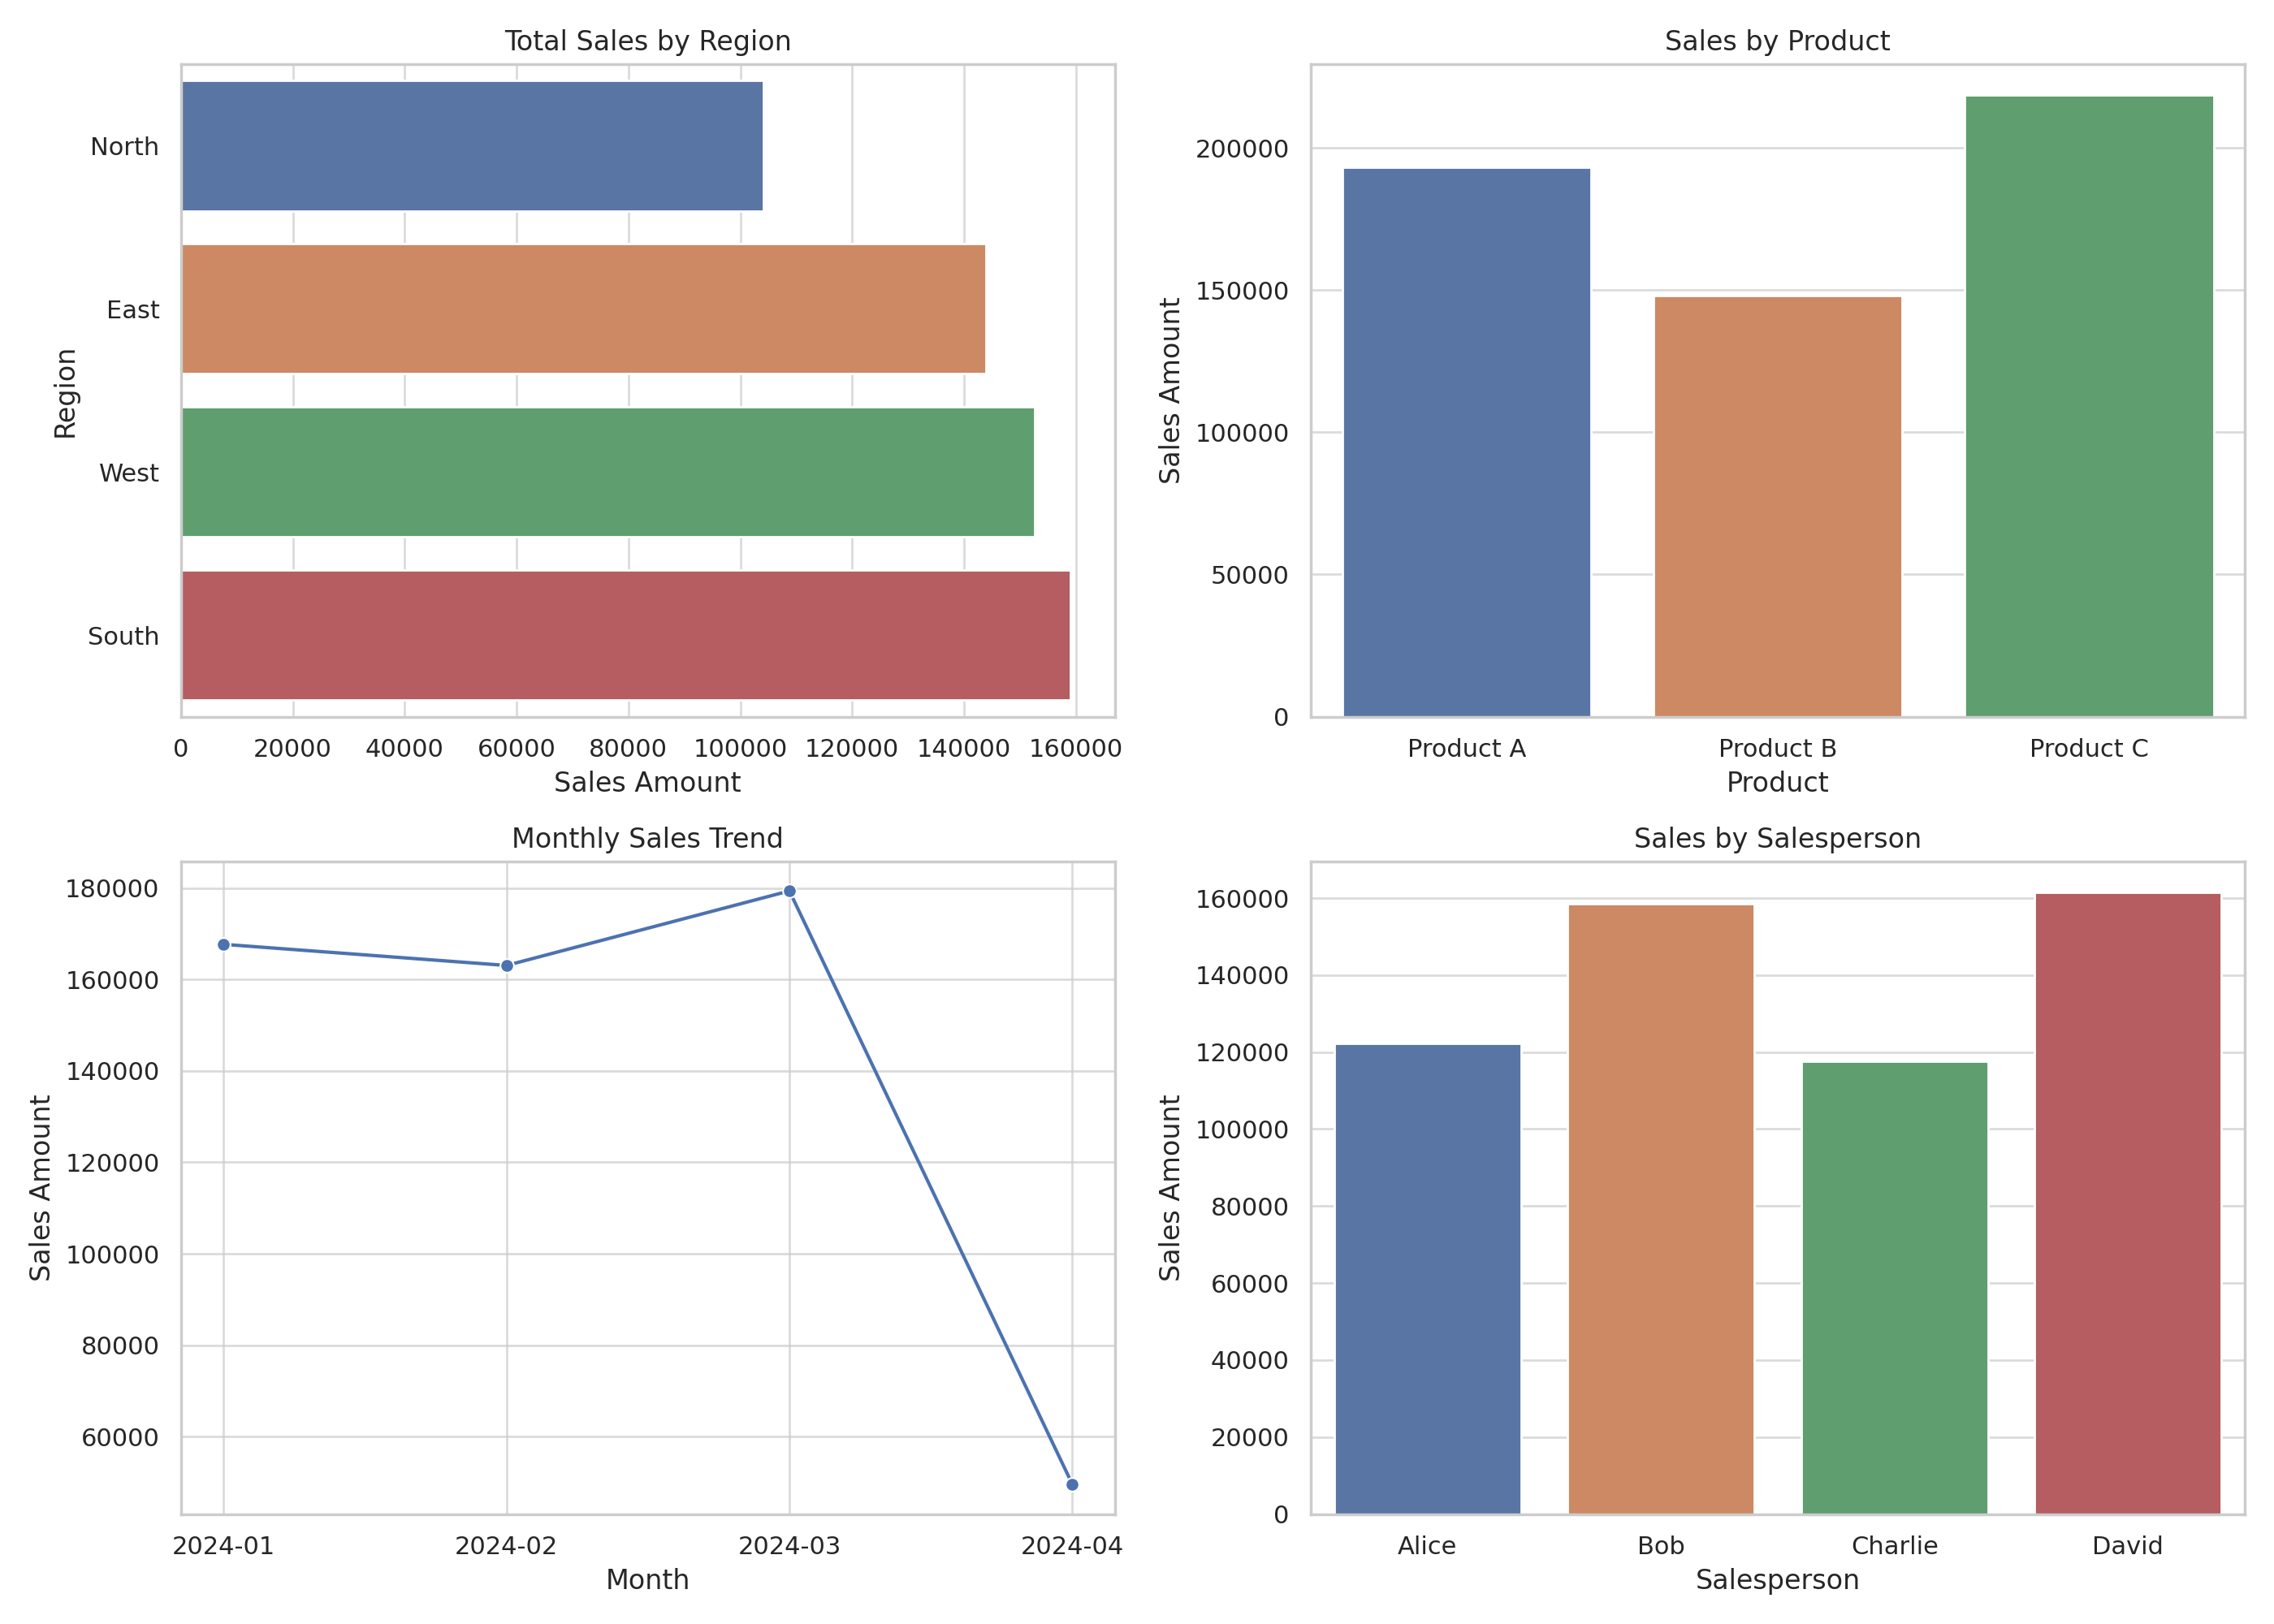 Total Sales by Region
North
East
West
South
Region
0 20000 40000 60000 80000 100000 120000 140000 160000
Sales Amount
Sales by Product
200000
150000
100000
50000
0
Sales Amount
Product A Product B Product C
Product
Monthly Sales Trend
180000
160000
140000
120000
100000
80000
60000
Sales Amount
2024-01 2024-02 2024-03 2024-04
Month
Sales by Salesperson
160000
140000
120000
100000
80000
60000
40000
20000
0
Sales Amount
Alice Bob Charlie David
Salesperson